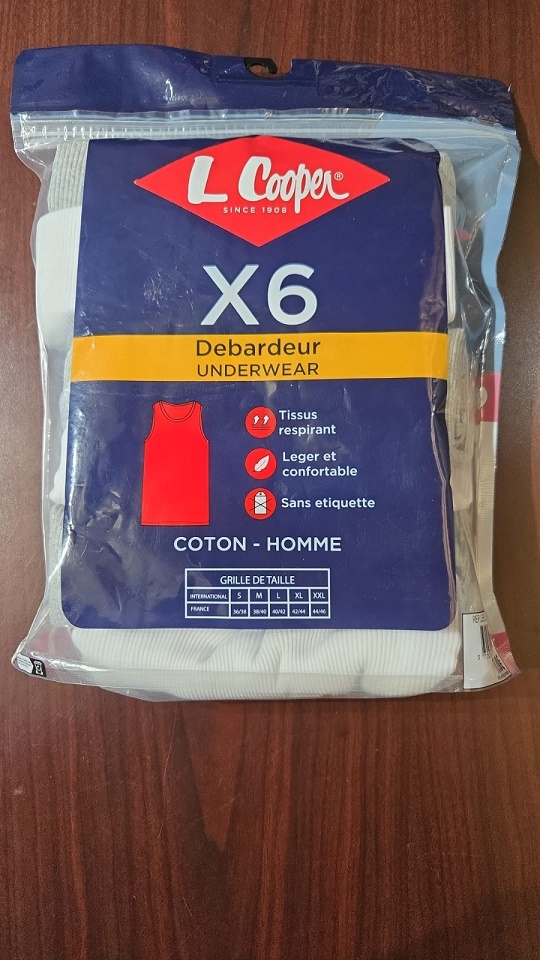 L Cooper®
SINCE 1908
X6
Debardeur
UNDERWEAR
Tissus
respirant
Leger et
confortable
Sans etiquette
COTON - HOMME
GRILLE DE TAILLE
INTERNATIONAL S M L XL XXL
FRANCE 36/38 38/40 40/42 42/44 44/46